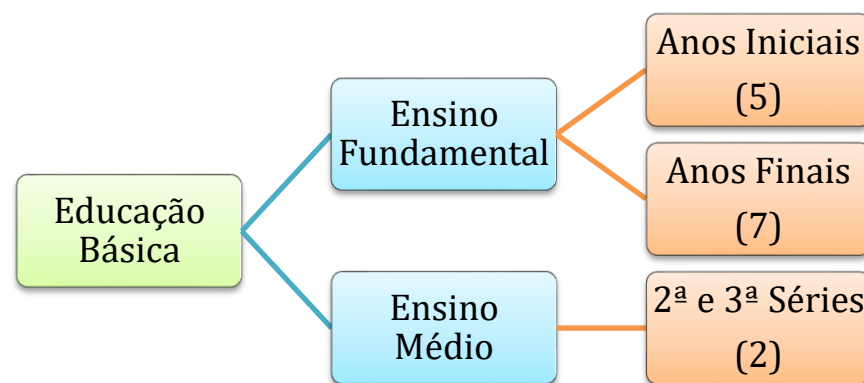 Educação
Básica
Ensino
Fundamental
Anos Iniciais
(5)
Anos Finais
(7)
Ensino
Médio
2ª e 3ª Séries
(2)